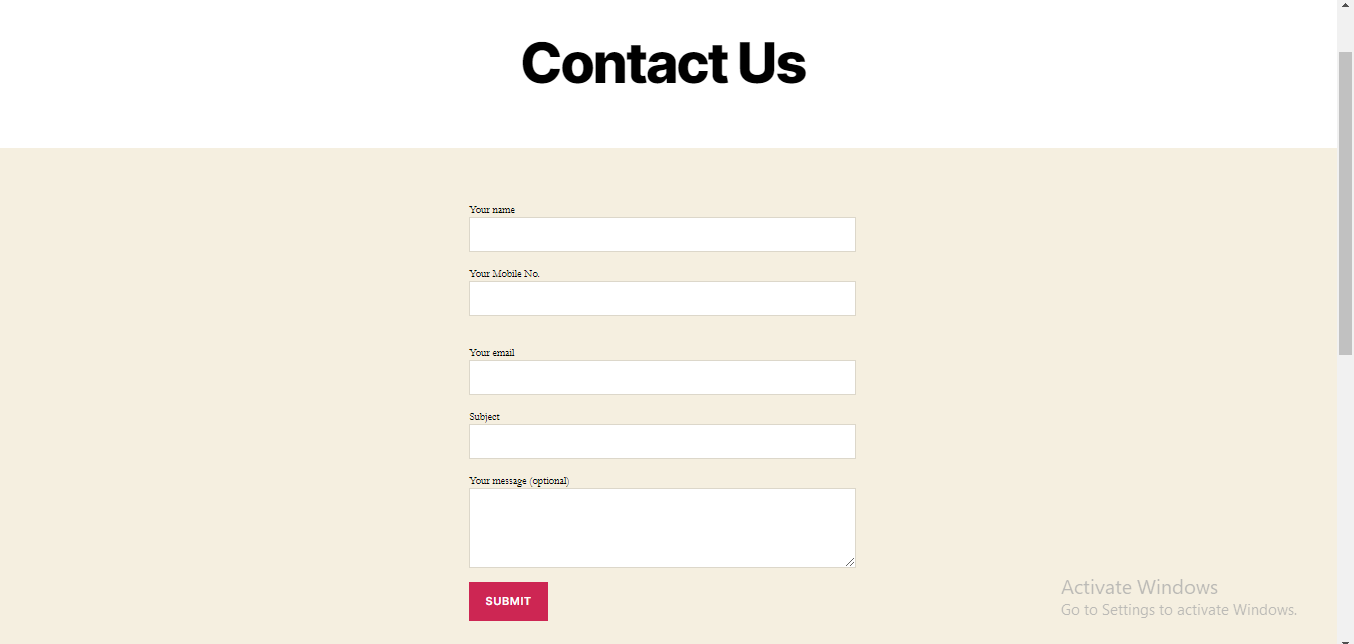 Contact Us
Your name
Your Mobile No.
Your email
Subject
Your message (optional)
SUBMIT
Activate Windows
Go to Settings to activate Windows.